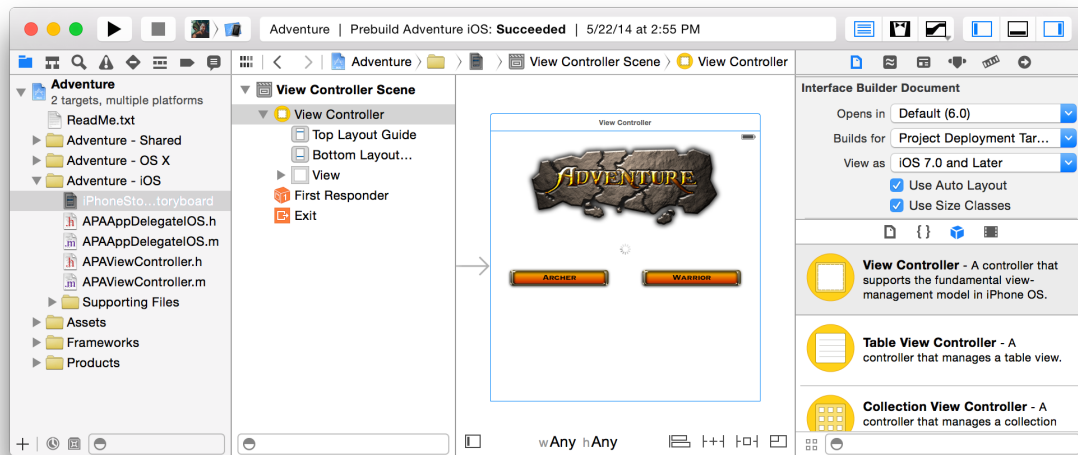 Adventure | Prebuild Adventure iOS: Succeeded | 5/22/14 at 2:55 PM
Adventure
2 targets, multiple platforms
ReadMe.txt
Adventure - Shared
Adventure - OS X
Adventure - iOS
iPhoneSto...toryboard
APAAppDelegateIOS.h
APAAppDelegateIOS.m
APAViewController.h
APAViewController.m
Supporting Files
Assets
Frameworks
Products
Adventure
View Controller Scene
View Controller
View Controller Scene
View Controller
Top Layout Guide
Bottom Layout...
View
First Responder
Exit
View Controller
ADVENTURE
ARCHER
WARRIOR
wAny hAny
Interface Builder Document
Opens in Default (6.0)
Builds for Project Deployment Tar...
View as iOS 7.0 and Later
Use Auto Layout
Use Size Classes
View Controller - A controller that
supports the fundamental view-
management model in iPhone OS.
Table View Controller - A
controller that manages a table view.
Collection View Controller - A
controller that manages a collection